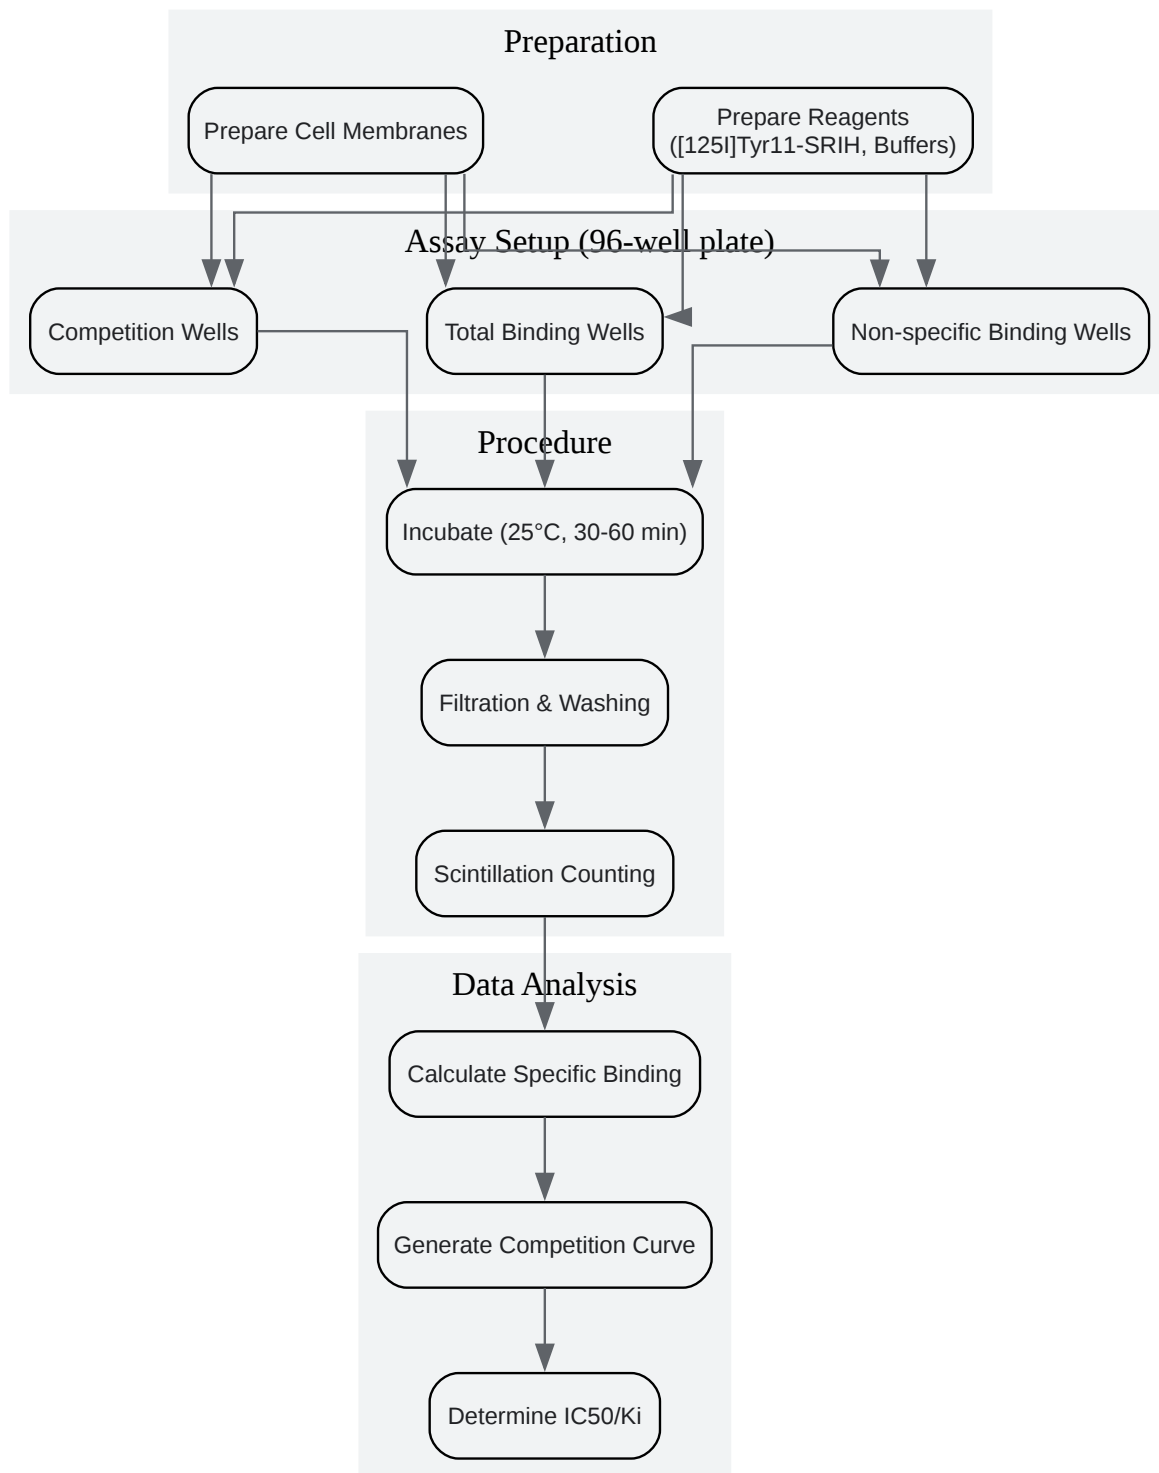 Preparation
Prepare Cell Membranes
Prepare Reagents
([125I]Tyr11-SRIH, Buffers)
Assay Setup (96-well plate)
Competition Wells
Total Binding Wells
Non-specific Binding Wells
Procedure
Incubate (25°C, 30-60 min)
Filtration & Washing
Scintillation Counting
Data Analysis
Calculate Specific Binding
Generate Competition Curve
Determine IC50/Ki